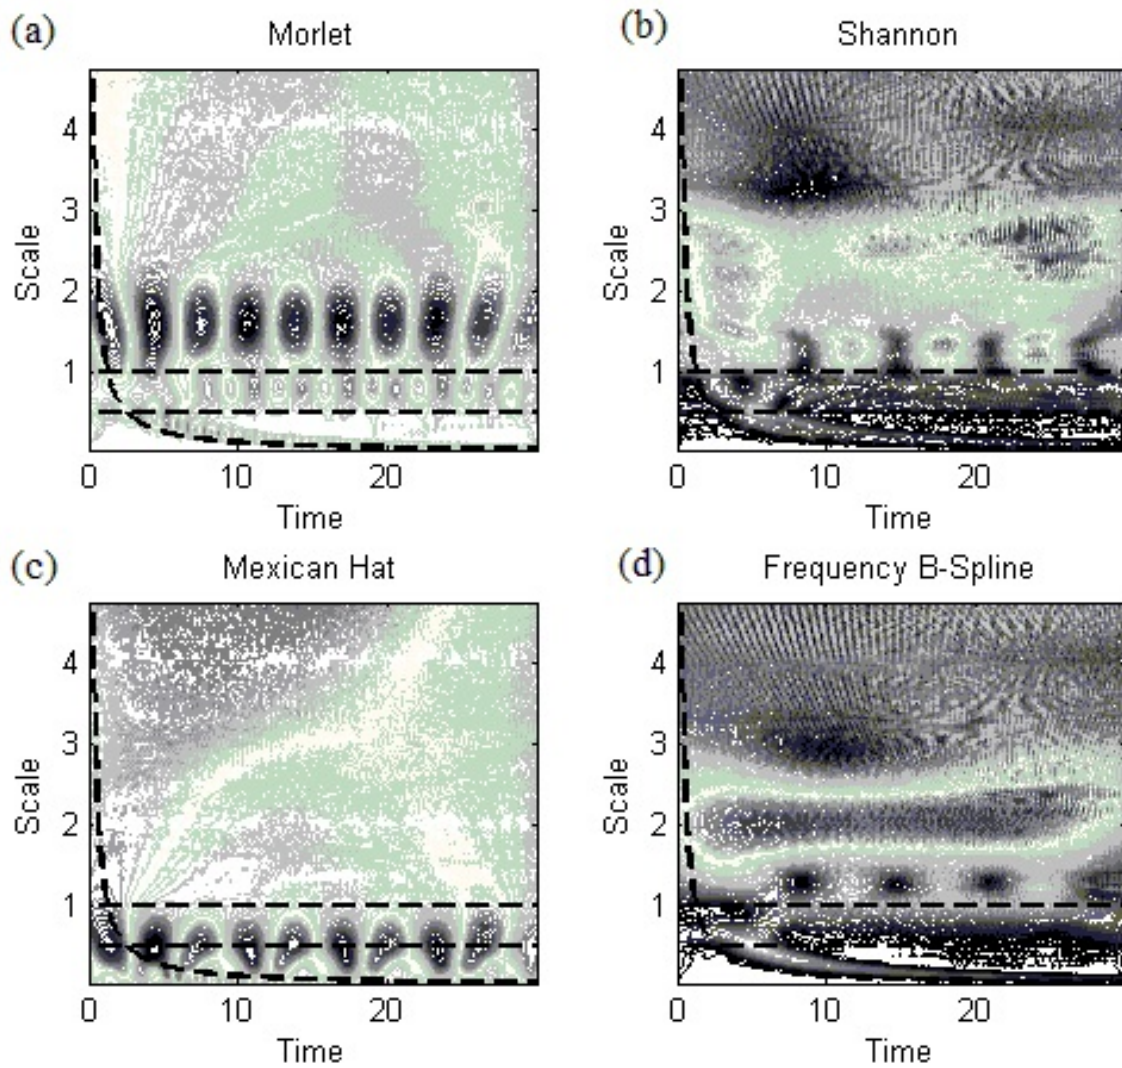 (a)
Morlet
Scale
4
3
2
1
0 10 20
Time
(b)
Shannon
Scale
4
3
2
1
0 10 20
Time
(c)
Mexican Hat
Scale
4
3
2
1
0 10 20
Time
(d)
Frequency B-Spline
Scale
4
3
2
1
0 10 20
Time